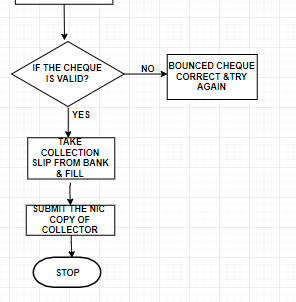 IF THE CHEQUE
IS VALID?
NO
BOUNCED CHEQUE
CORRECT &TRY
AGAIN
YES
TAKE
COLLECTION
SLIP FROM BANK
& FILL
SUBMIT THE NIC
COPY OF
COLLECTOR
STOP